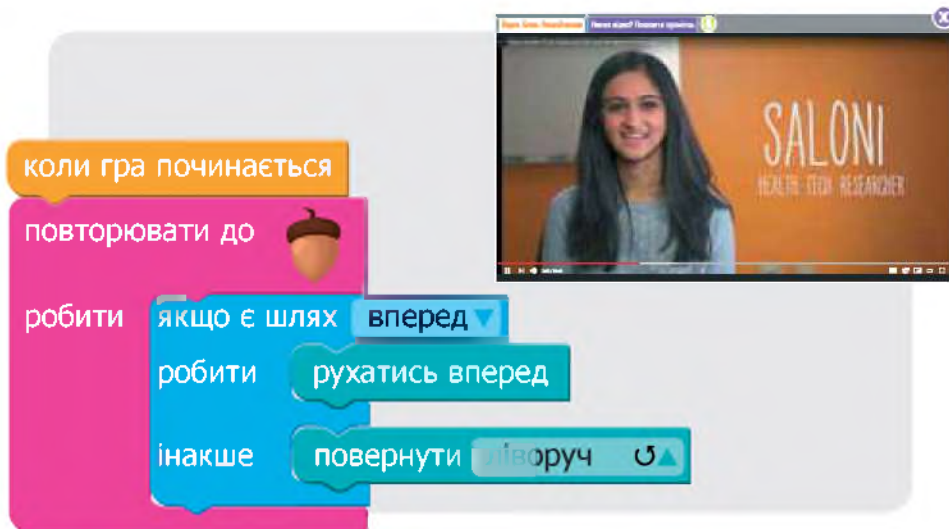 SALONI
HEALTH TECH RESEARCHER
коли гра починається
повторювати до
робити
якщо є шлях вперед
робити
рухатись вперед
інакше
повернути ліворуч ↺